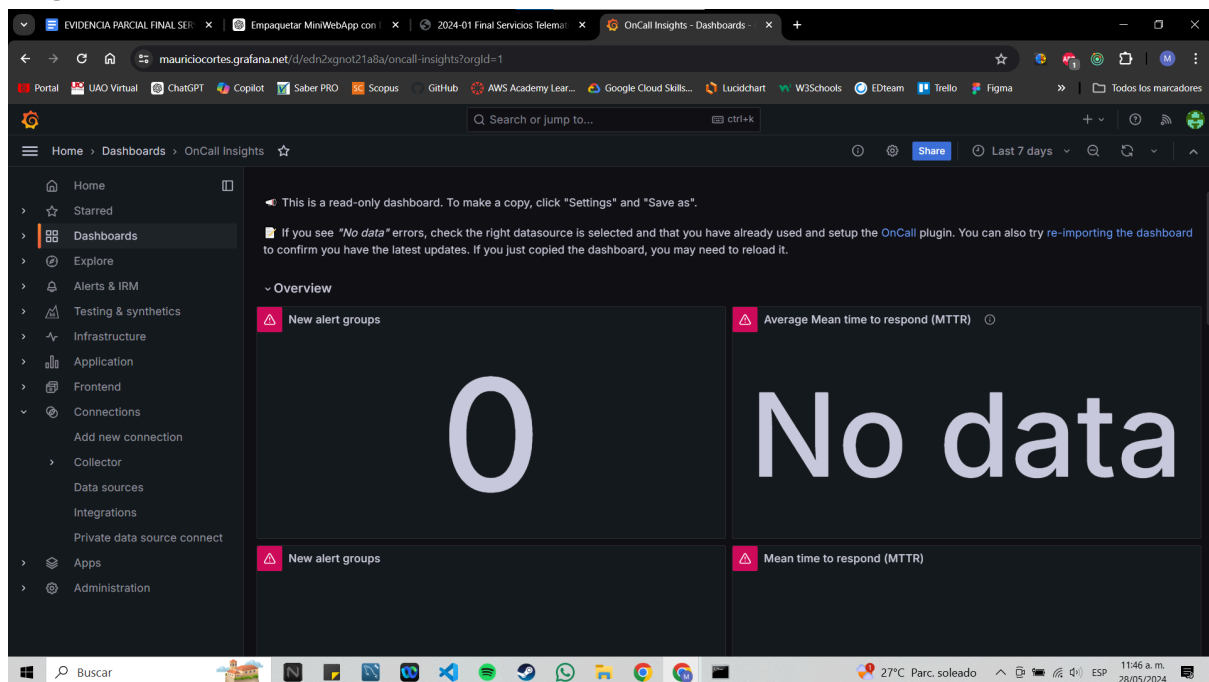 EVIDENCIA PARCIAL FINAL SER
Empaquetar MiniWebApp con
2024-01 Final Servicios Telemat
OnCall Insights - Dashboards -
mauriciocortes.grafana.net/d/edn2xgnot21a8a/oncall-insights?orgId=1
M
Portal UAO Virtual ChatGPT Copilot Saber PRO Scopus GitHub AWS Academy Lear... Google Cloud Skills... Lucidchart W3Schools EDteam Trello Figma » Todos los marcadores
Search or jump to... ctrl+k
Home › Dashboards › OnCall Insights
Share Last 7 days
Home
Starred
Dashboards
Explore
Alerts & IRM
Testing & synthetics
Infrastructure
Application
Frontend
Connections
Add new connection
Collector
Data sources
Integrations
Private data source connect
Apps
Administration
This is a read-only dashboard. To make a copy, click "Settings" and "Save as".
If you see "No data" errors, check the right datasource is selected and that you have already used and setup the OnCall plugin. You can also try re-importing the dashboard
to confirm you have the latest updates. If you just copied the dashboard, you may need to reload it.
Overview
New alert groups
0
Average Mean time to respond (MTTR)
No data
New alert groups
Mean time to respond (MTTR)
Buscar
27°C Parc. soleado
ESP
11:46 a. m.
28/05/2024